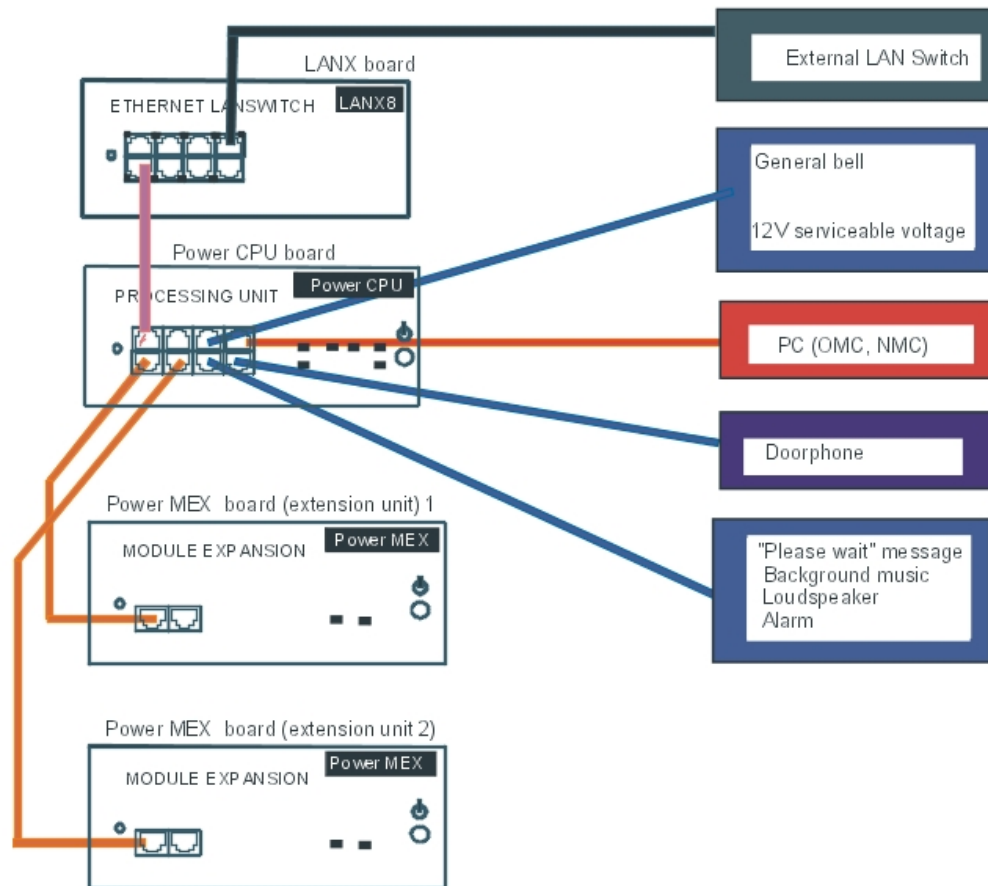 External LAN Switch
LANX board
ETHERNET LANSWITCH
LANX8
General bell
12V serviceable voltage
Power CPU board
PROCESSING UNIT
Power CPU
PC (OMC, NMC)
Doorphone
Power MEX board (extension unit) 1
MODULE EXPANSION
Power MEX
"Please wait" message
Background music
Loudspeaker
Alarm
Power MEX board (extension unit 2)
MODULE EXPANSION
Power MEX